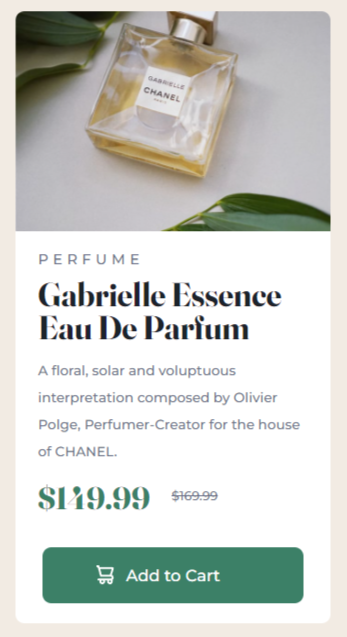 GABRIELLE
CHANEL
PARIS
PERFUME
Gabrielle Essence
Eau De Parfum
A floral, solar and voluptuous
interpretation composed by Olivier
Polge, Perfumer-Creator for the house
of CHANEL.
$149.99 $169.99
Add to Cart